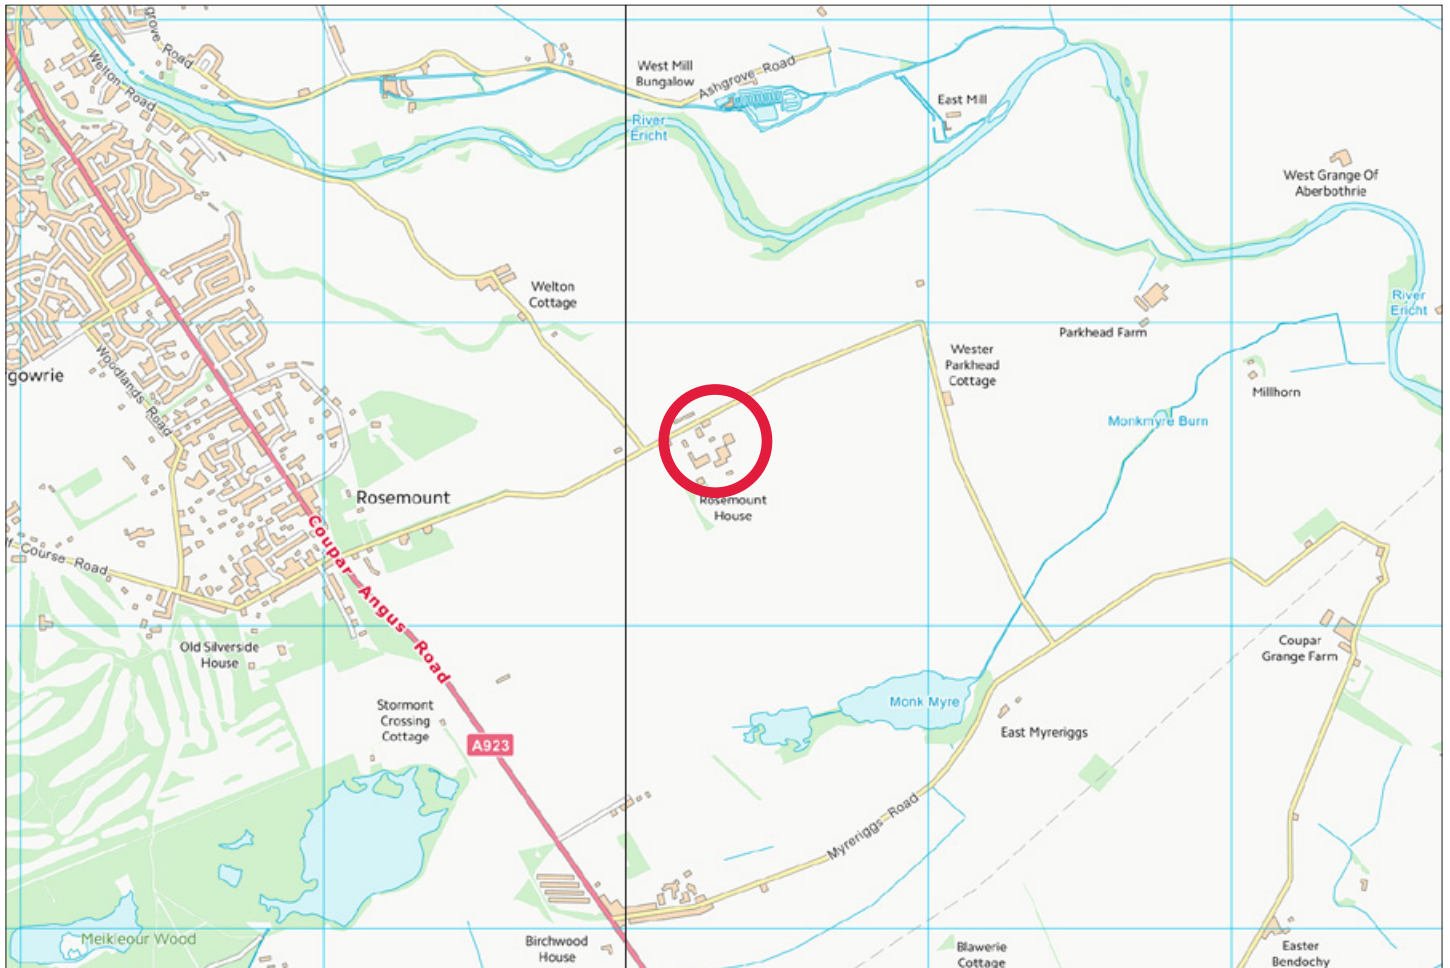 grove Road
Welton Road
West Mill
Bungalow
Ashgrove Road
East Mill
River
Ericht
West Grange Of
Aberbothrie
Welton
Cottage
River
Ericht
Parkhead Farm
Wester
Parkhead
Cottage
gowrie
Woodlands Road
Millhorn
Monkmyre Burn
Rosemount
Rosemount
House
Coupar Angus Road
lf Course Road
Old Silverside
House
Coupar
Grange Farm
Stormont
Crossing
Cottage
Monk Myre
East Myreriggs
A923
Myreriggs Road
Meikleour Wood
Birchwood
House
Blawerie
Cottage
Easter
Bendochy